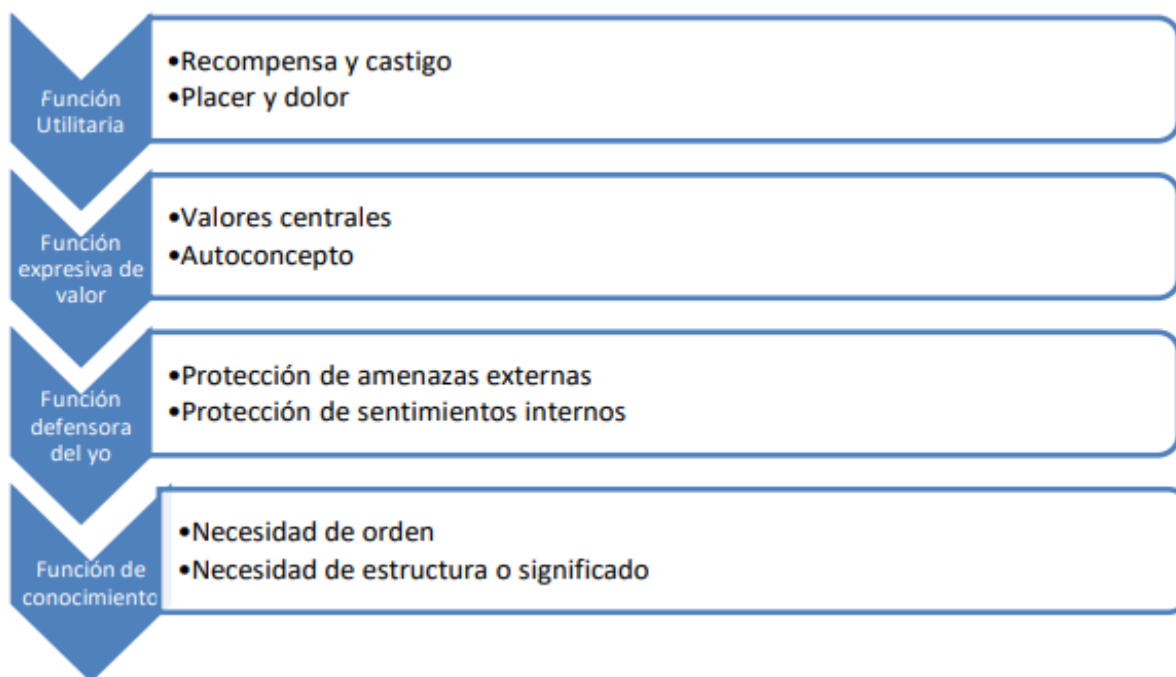 Función
Utilitaria
•Recompensa y castigo
•Placer y dolor
Función
expresiva de
valor
•Valores centrales
•Autoconcepto
Función
defensora
del yo
•Protección de amenazas externas
•Protección de sentimientos internos
Función de
conocimiento
•Necesidad de orden
•Necesidad de estructura o significado